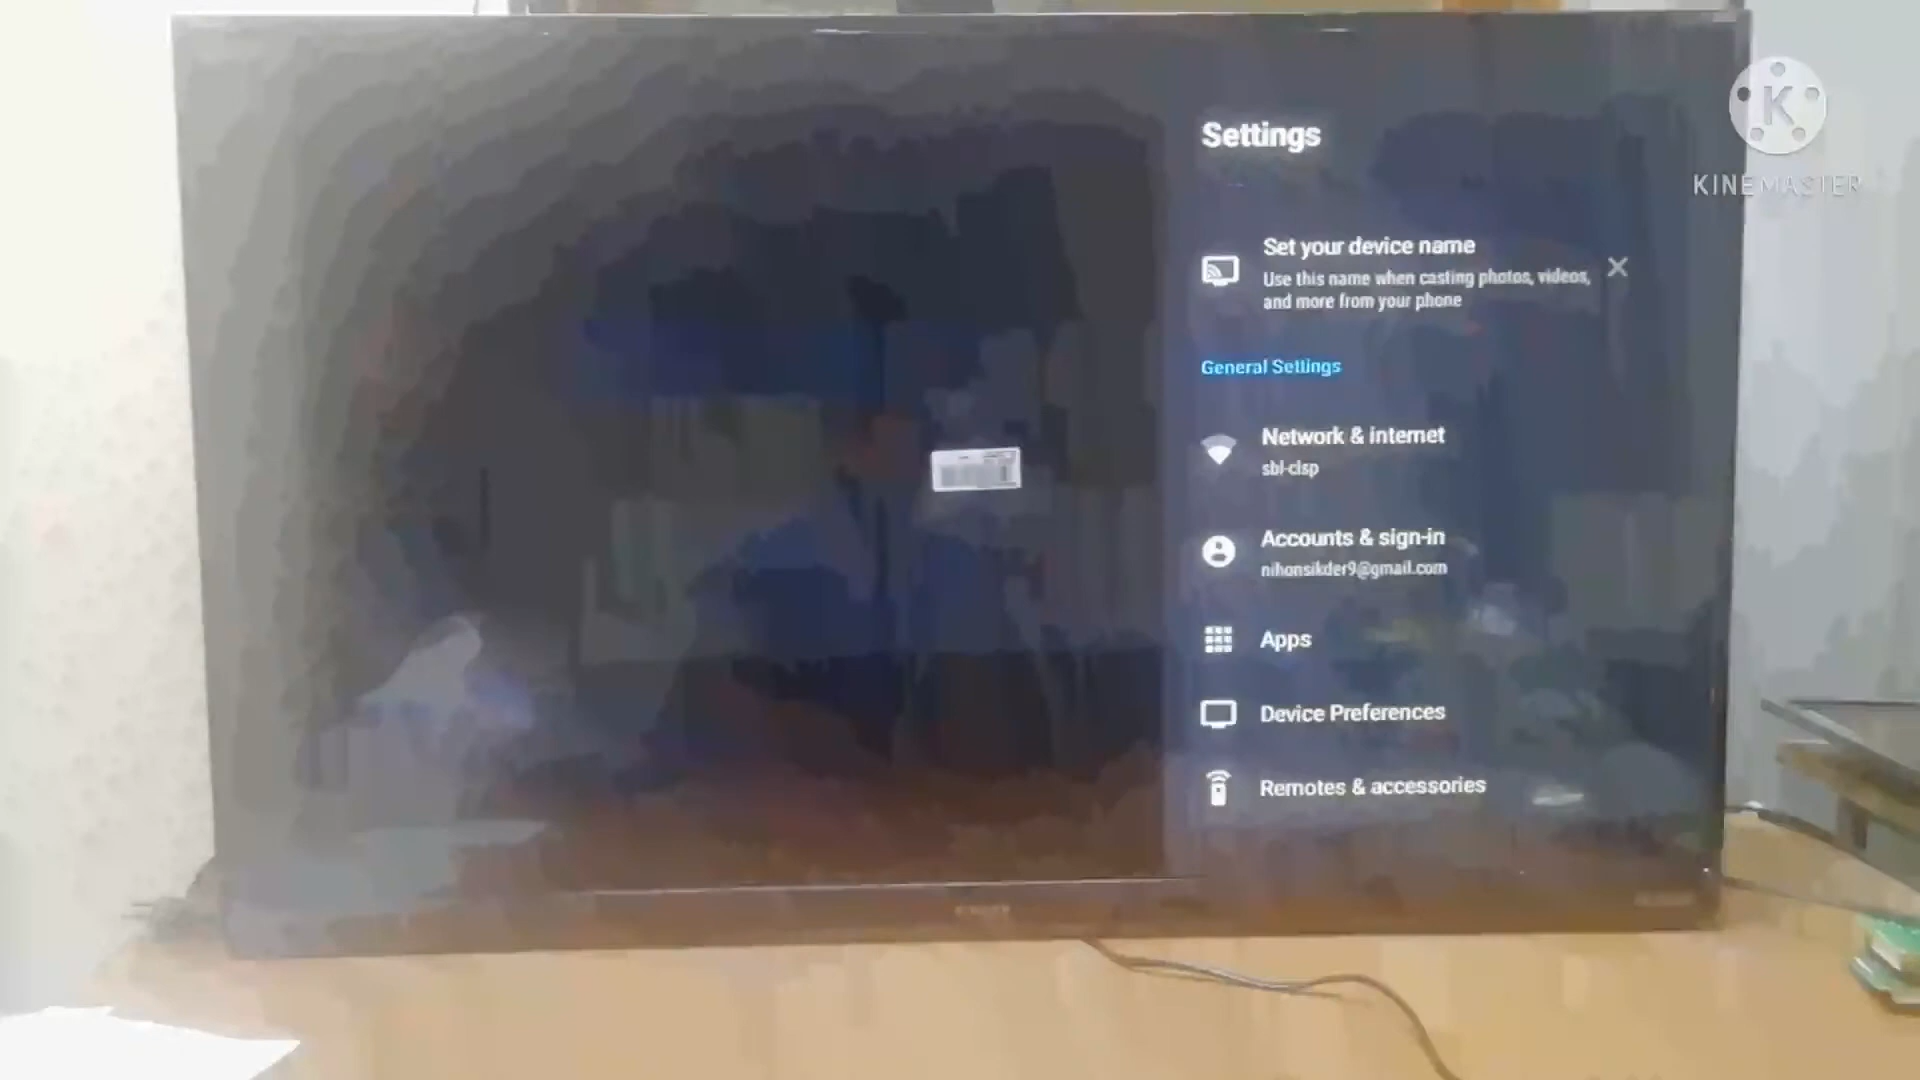 Settings
K
KINEMASTER
Set your device name
Use this name when casting photos, videos,
and more from your phone
General Settings
Network & internet
sbl-clsp
Accounts & sign-in
nihonsikder9@gmail.com
Apps
Device Preferences
Remotes & accessories